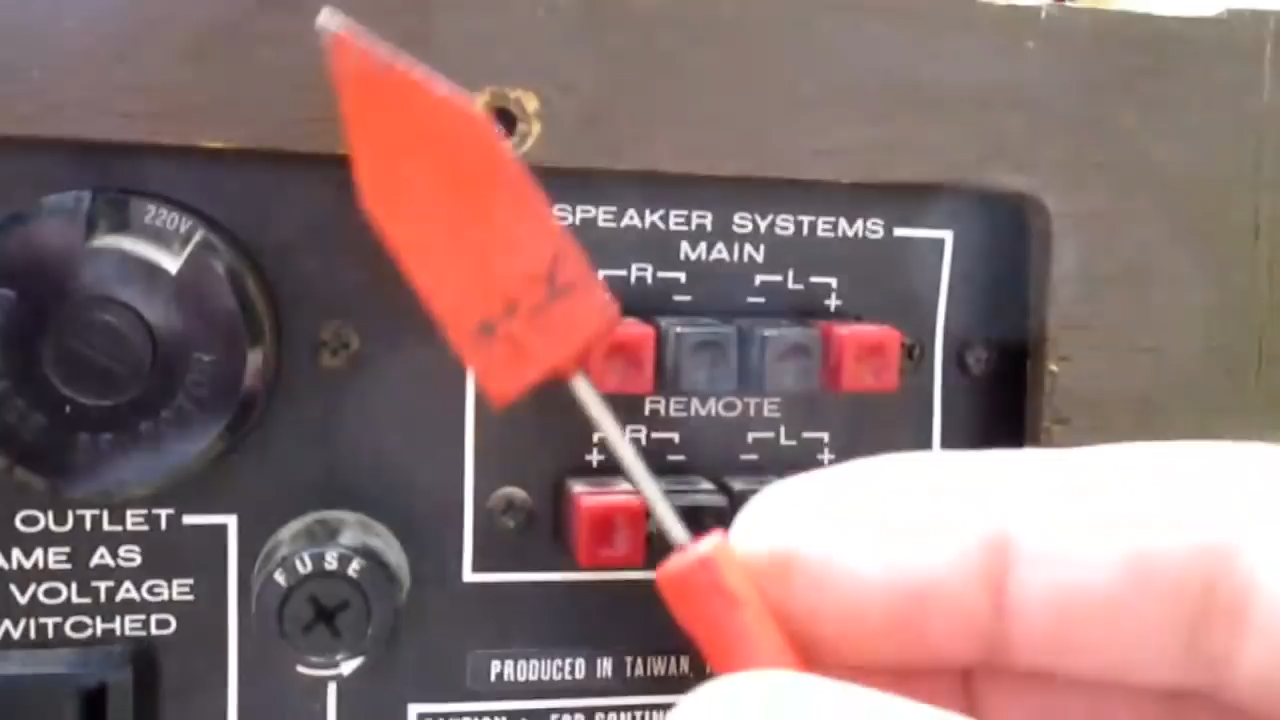 220V
SPEAKER SYSTEMS
MAIN
R L
- - +
REMOTE
R L
+ - - +
OUTLET
AME AS
VOLTAGE
WITCHED
FUSE
PRODUCED IN TAIWAN,